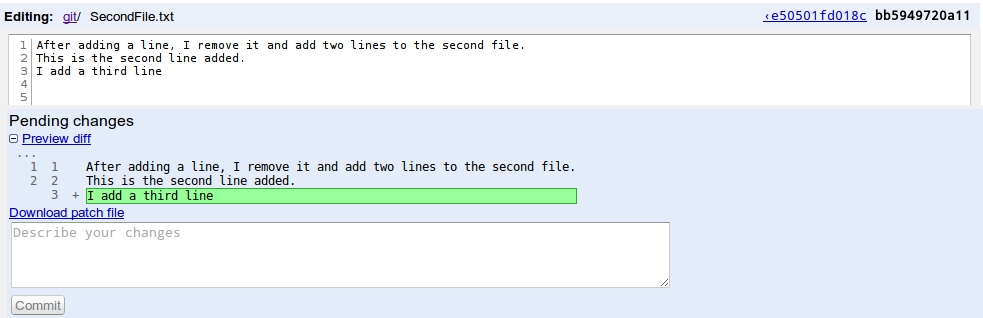 Editing: git/ SecondFile.txt ‹e50501fd018c bb5949720a11
1 After adding a line, I remove it and add two lines to the second file.
2 This is the second line added.
3 I add a third line
4
5
Pending changes
Preview diff
...
1 1 After adding a line, I remove it and add two lines to the second file.
2 2 This is the second line added.
3 + I add a third line
Download patch file
Describe your changes
Commit